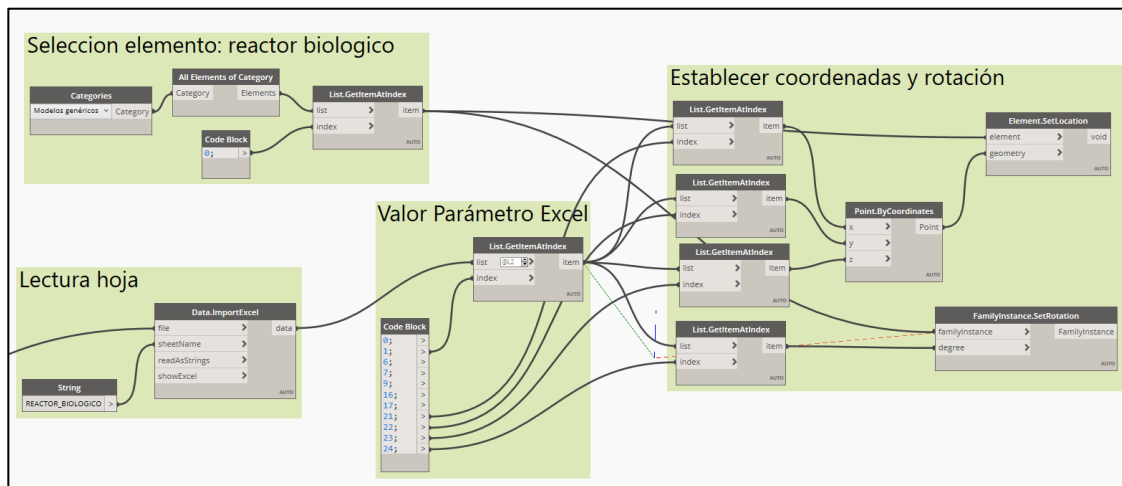 Seleccion elemento: reactor biologico
Categories
Modelos genéricos Category
All Elements of Category
Category Elements
Code Block
0; >
List.GetItemAtIndex
list > item
index >
AUTO
Lectura hoja
Data.ImportExcel
file > data
sheetName >
readAsStrings >
showExcel >
AUTO
String
REACTOR_BIOLOGICO >
Valor Parámetro Excel
List.GetItemAtIndex
list @L2 > item
index >
AUTO
Code Block
0; >
1; >
6; >
7; >
9; >
16; >
17; >
21; >
22; >
23; >
24; >
Establecer coordenadas y rotación
List.GetItemAtIndex
list > item
index >
AUTO
List.GetItemAtIndex
list > item
index >
AUTO
List.GetItemAtIndex
list > item
index >
AUTO
List.GetItemAtIndex
list > item
index >
AUTO
Point.ByCoordinates
x > Point
y >
z >
AUTO
Element.SetLocation
element > void
geometry >
AUTO
FamilyInstance.SetRotation
familyInstance > FamilyInstance
degree >
AUTO